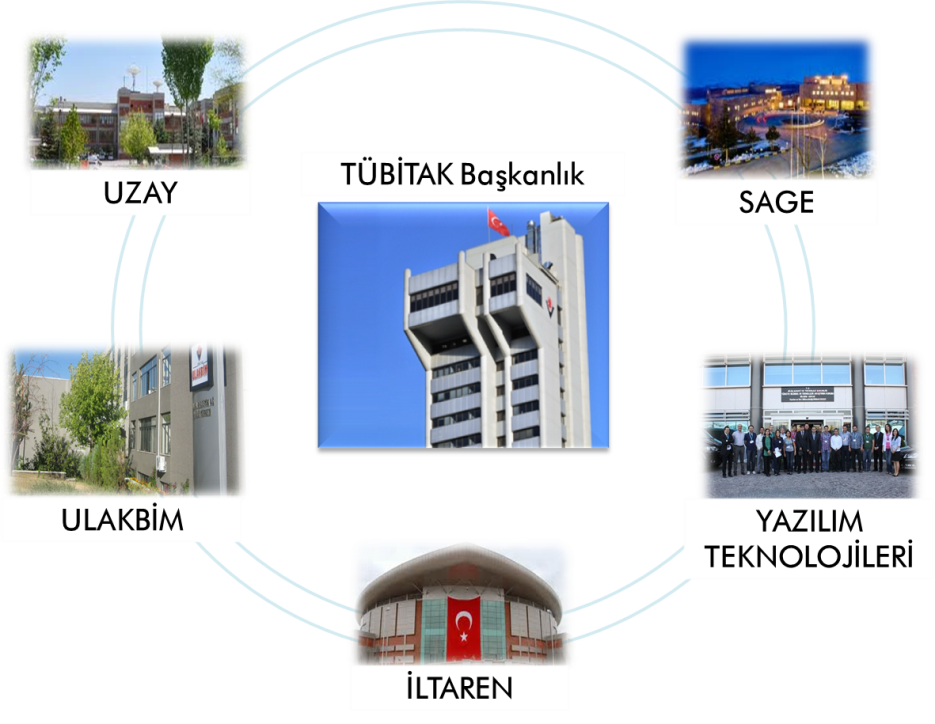 UZAY
SAGE
TÜBİTAK Başkanlık
ULAKBİM
YAZILIM
TEKNOLOJİLERİ
İLTAREN